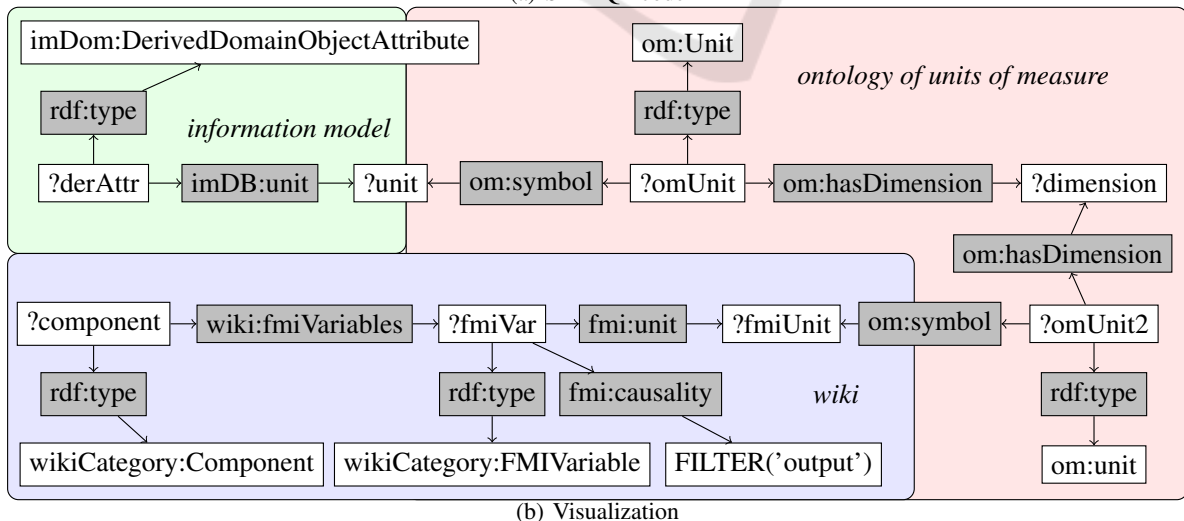 imDom:DerivedDomainObjectAttribute
om:Unit
ontology of units of measure
rdf:type
rdf:type
information model
?derAttr
imDB:unit
?unit
om:symbol
?omUnit
om:hasDimension
?dimension
om:hasDimension
?component
wiki:fmiVariables
?fmiVar
fmi:unit
?fmiUnit
om:symbol
?omUnit2
rdf:type
rdf:type
fmi:causality
wiki
rdf:type
wikiCategory:Component
wikiCategory:FMIVariable
FILTER('output')
om:unit
(b) Visualization